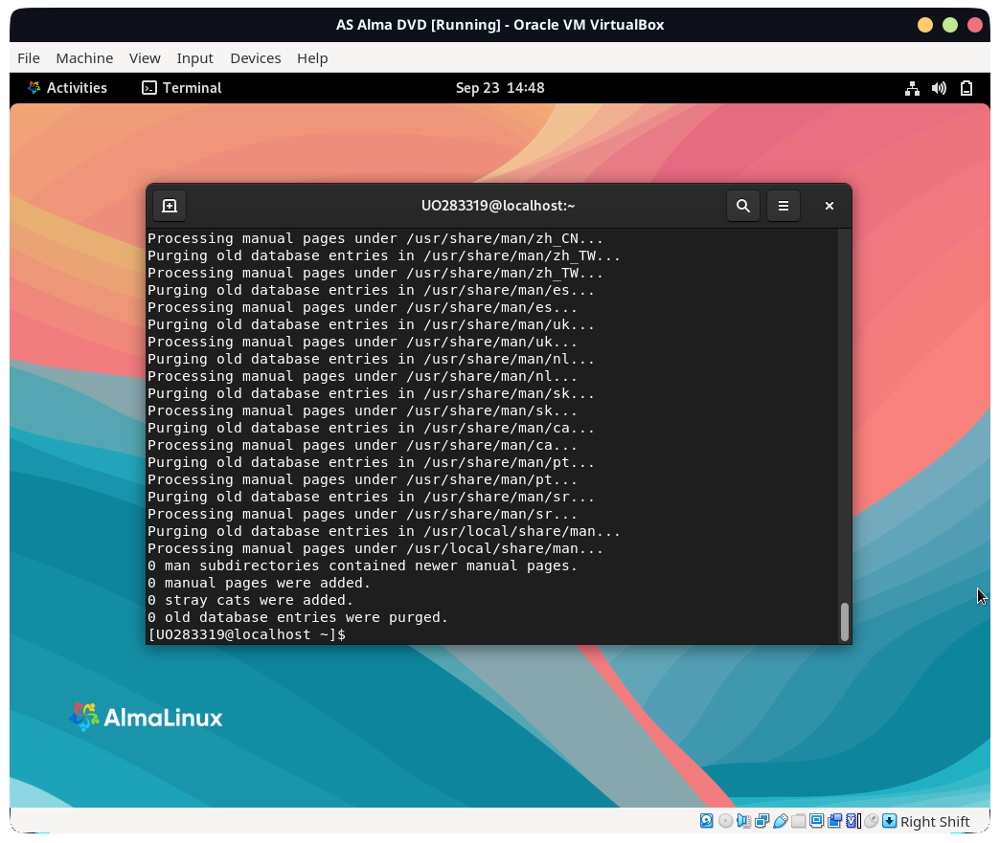 AS Alma DVD [Running] - Oracle VM VirtualBox
File Machine View Input Devices Help
Activities Terminal Sep 23 14:48
UO283319@localhost:~
Processing manual pages under /usr/share/man/zh_CN...
Purging old database entries in /usr/share/man/zh_TW...
Processing manual pages under /usr/share/man/zh_TW...
Purging old database entries in /usr/share/man/es...
Processing manual pages under /usr/share/man/es...
Purging old database entries in /usr/share/man/uk...
Processing manual pages under /usr/share/man/uk...
Purging old database entries in /usr/share/man/nl...
Processing manual pages under /usr/share/man/nl...
Purging old database entries in /usr/share/man/sk...
Processing manual pages under /usr/share/man/sk...
Purging old database entries in /usr/share/man/ca...
Processing manual pages under /usr/share/man/ca...
Purging old database entries in /usr/share/man/pt...
Processing manual pages under /usr/share/man/pt...
Purging old database entries in /usr/share/man/sr...
Processing manual pages under /usr/share/man/sr...
Purging old database entries in /usr/local/share/man...
Processing manual pages under /usr/local/share/man...
0 man subdirectories contained newer manual pages.
0 manual pages were added.
0 stray cats were added.
0 old database entries were purged.
[UO283319@localhost ~]$
AlmaLinux
Right Shift